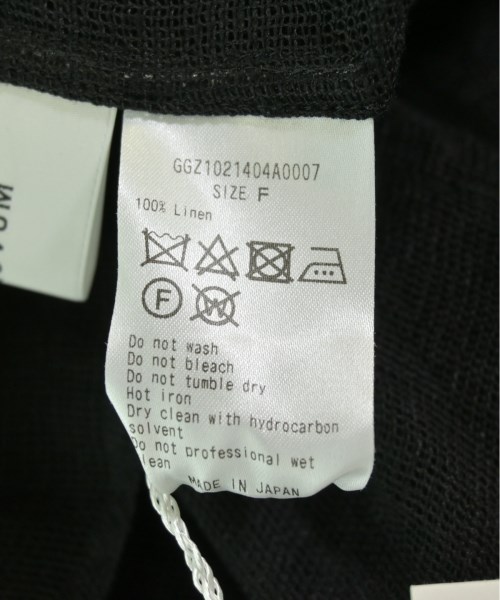 GGZ1021404A0007
SIZE F
100% Linen
F
W
Do not wash
Do not bleach
Do not tumble dry
Hot iron
Dry clean with hydrocarbon
solvent
Do not professional wet
lean
MADE IN JAPAN